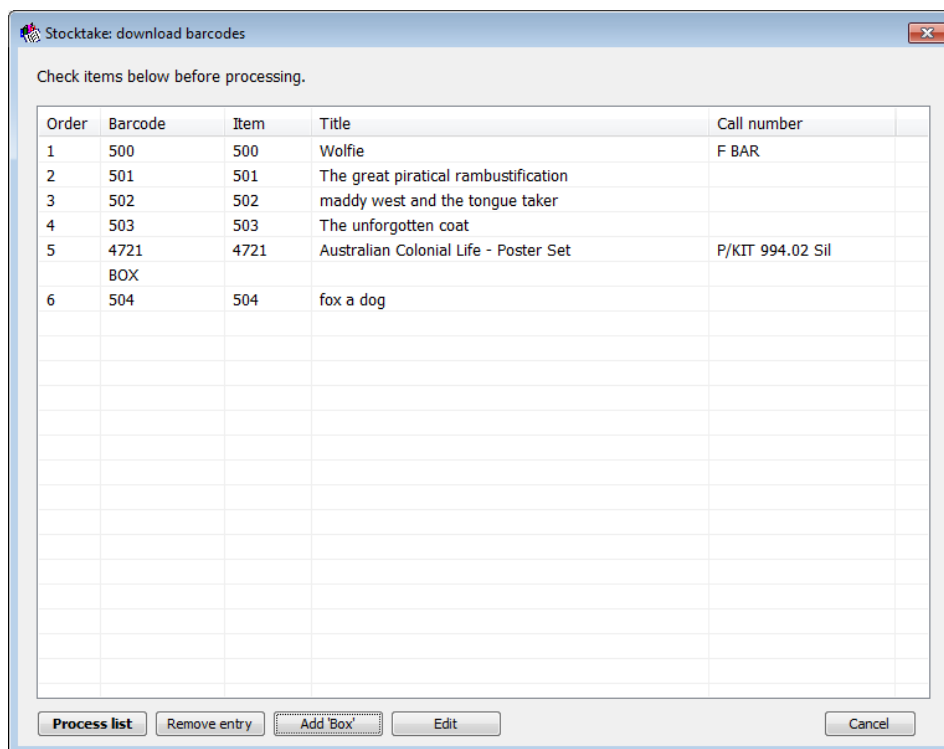 Stocktake: download barcodes
Check items below before processing.
Order Barcode Item Title Call number
1 500 500 Wolfie F BAR
2 501 501 The great piratical rambustification
3 502 502 maddy west and the tongue taker
4 503 503 The unforgotten coat
5 4721 4721 Australian Colonial Life - Poster Set P/KIT 994.02 Sil
BOX
6 504 504 fox a dog
Process list Remove entry Add 'Box' Edit Cancel